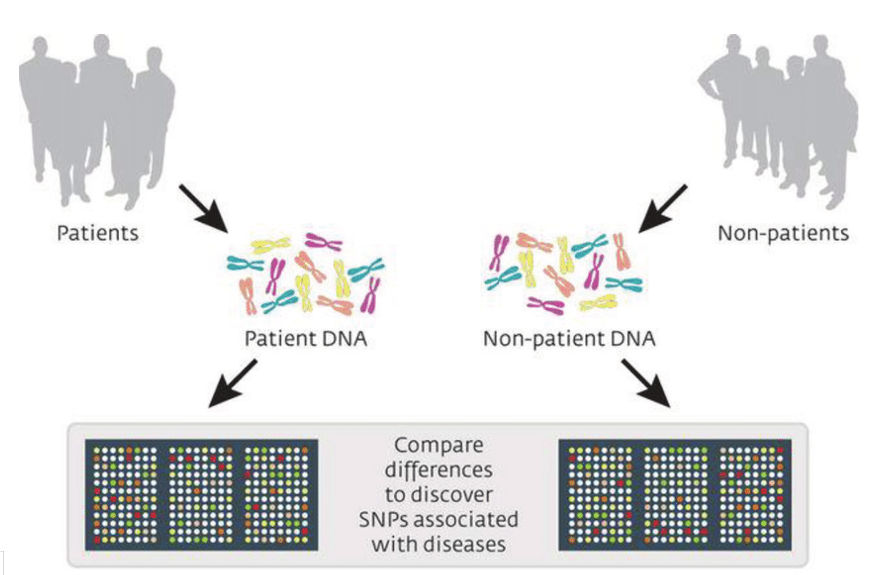 Patients
Non-patients
Patient DNA
Non-patient DNA
Compare
differences
to discover
SNPs associated
with diseases